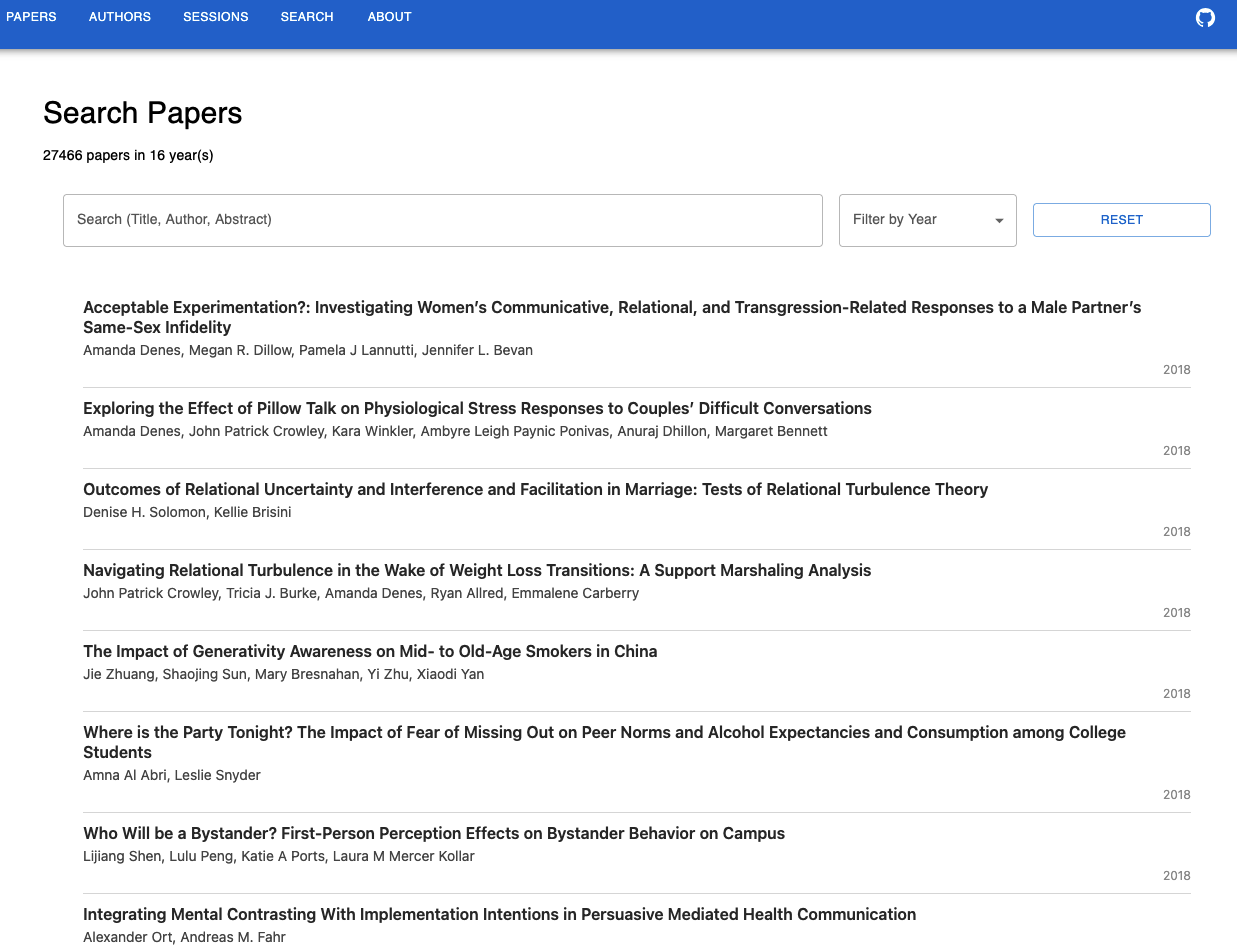 PAPERS AUTHORS SESSIONS SEARCH ABOUT
Search Papers
27466 papers in 16 year(s)
Search (Title, Author, Abstract) Filter by Year RESET
Acceptable Experimentation?: Investigating Women’s Communicative, Relational, and Transgression-Related Responses to a Male Partner’s
Same-Sex Infidelity
Amanda Denes, Megan R. Dillow, Pamela J Lannutti, Jennifer L. Bevan
2018
Exploring the Effect of Pillow Talk on Physiological Stress Responses to Couples’ Difficult Conversations
Amanda Denes, John Patrick Crowley, Kara Winkler, Ambyre Leigh Paynic Ponivas, Anuraj Dhillon, Margaret Bennett
2018
Outcomes of Relational Uncertainty and Interference and Facilitation in Marriage: Tests of Relational Turbulence Theory
Denise H. Solomon, Kellie Brisini
2018
Navigating Relational Turbulence in the Wake of Weight Loss Transitions: A Support Marshaling Analysis
John Patrick Crowley, Tricia J. Burke, Amanda Denes, Ryan Allred, Emmalene Carberry
2018
The Impact of Generativity Awareness on Mid- to Old-Age Smokers in China
Jie Zhuang, Shaojing Sun, Mary Bresnahan, Yi Zhu, Xiaodi Yan
2018
Where is the Party Tonight? The Impact of Fear of Missing Out on Peer Norms and Alcohol Expectancies and Consumption among College
Students
Amna Al Abri, Leslie Snyder
2018
Who Will be a Bystander? First-Person Perception Effects on Bystander Behavior on Campus
Lijiang Shen, Lulu Peng, Katie A Ports, Laura M Mercer Kollar
2018
Integrating Mental Contrasting With Implementation Intentions in Persuasive Mediated Health Communication
Alexander Ort, Andreas M. Fahr